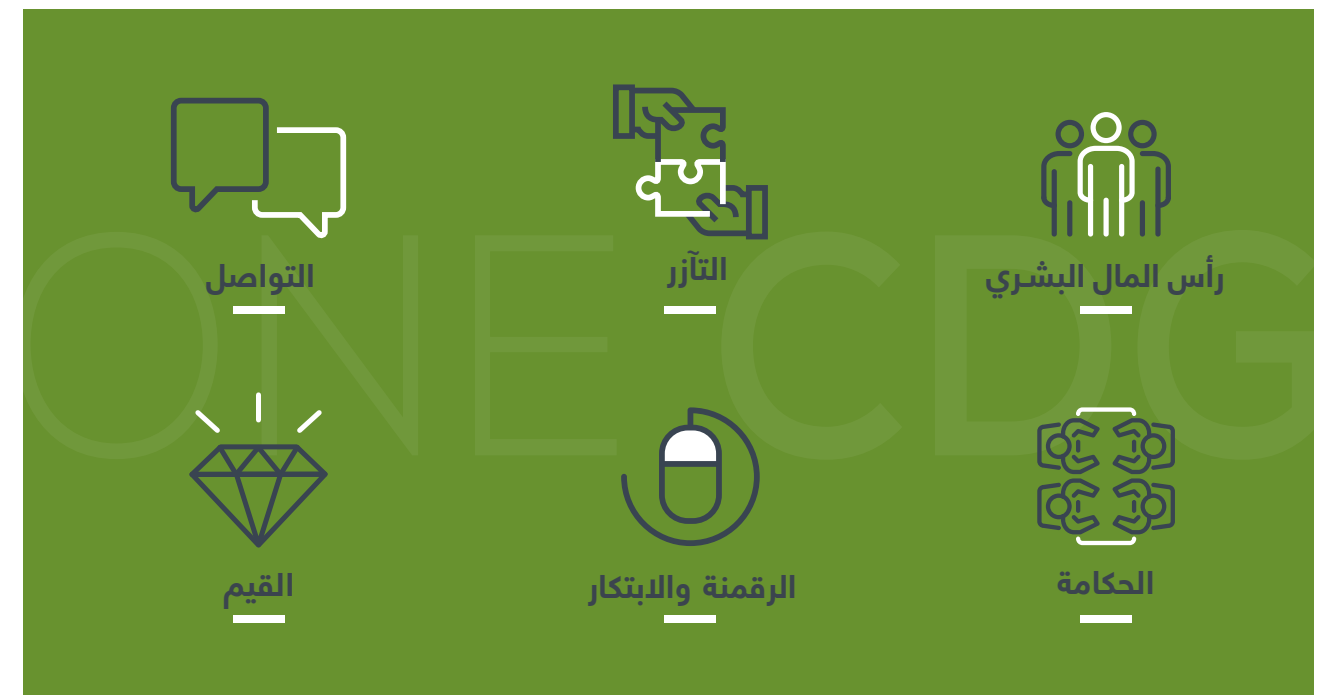 رأس المال البشري
التآزر
التواصل
ONE CDG
الحكامة
الرقمنة والابتكار
القيم